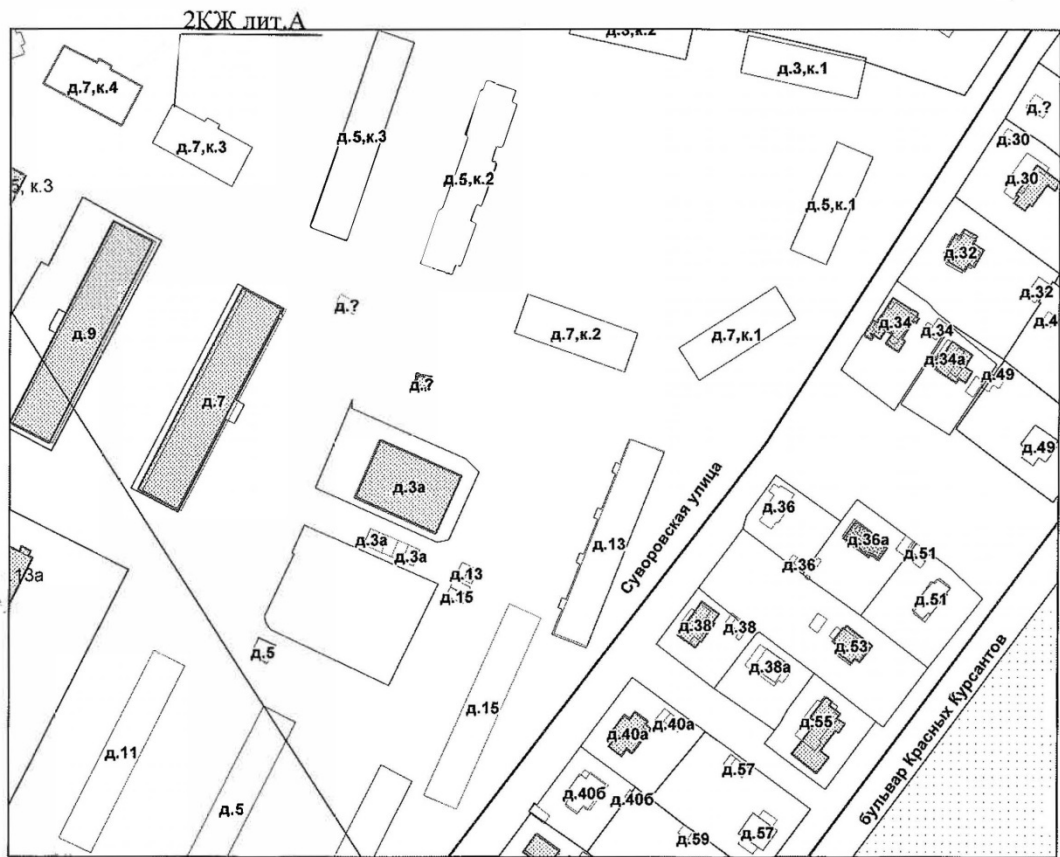 2КЖ лит.А
д.3,к.2
д.3,к.1
д.7,к.4
д.7,к.3
д.5,к.3
д.5,к.2
д.5,к.1
д.?
д.30
д.30
к.3
д.32
д.32
д.9
д.7
д.?
д.?
д.7,к.2
д.7,к.1
д.34
д.34
д.34а
д.49
д.49
д.3а
д.3а
д.3а
д.13
д.13
д.15
д.15
Суворовская улица
д.36
д.36
д.36а
д.51
д.51
13а
д.5
д.38
д.38
д.38а
д.53
д.55
д.11
д.5
д.40а
д.40а
д.57
д.57
д.40б
д.40б
д.59
бульвар Красных Курсантов